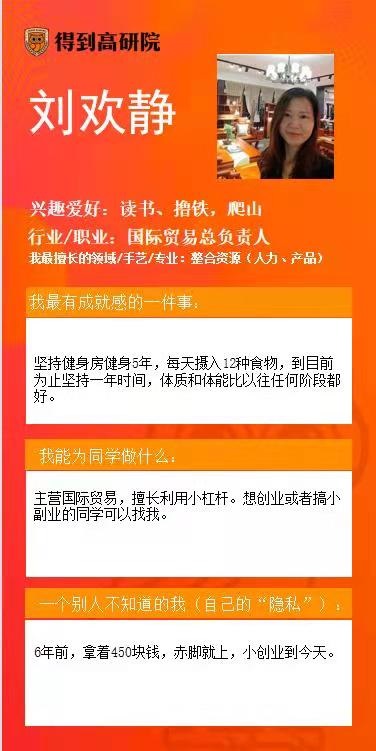 得到高研院
刘欢静
兴趣爱好：读书、撸铁，爬山
行业/职业：国际贸易总负责人
我最擅长的领域/手艺/专业：整合资源（人力、产品）
我最有成就感的一件事：
坚持健身房健身5年，每天摄入12种食物，到目前
为止坚持一年时间，体质和体能比以往任何阶段都
好。
我能为同学做什么：
主营国际贸易，擅长利用小杠杆。想创业或者搞小
副业的同学可以找我。
一个别人不知道的我（自己的“隐私”）：
6年前，拿着450块钱，赤脚就上，小创业到今天。